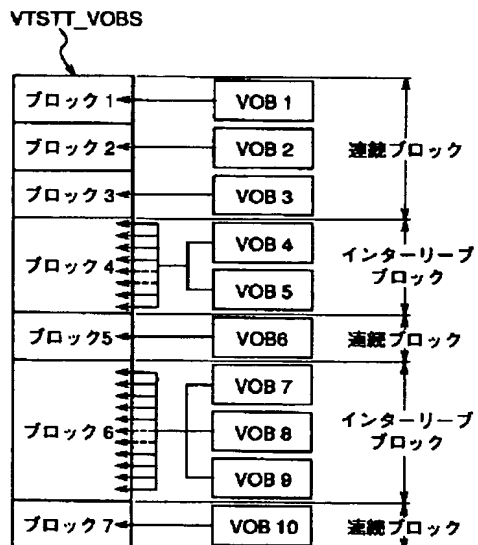 VTSTT_VOBS
ブロック1
VOB 1
ブロック2
VOB 2
連続ブロック
ブロック3
VOB 3
ブロック4
VOB 4
VOB 5
インターリーブ
ブロック
ブロック5
VOB6
連続ブロック
ブロック6
VOB 7
VOB 8
VOB 9
インターリーブ
ブロック
ブロック7
VOB 10
連続ブロック